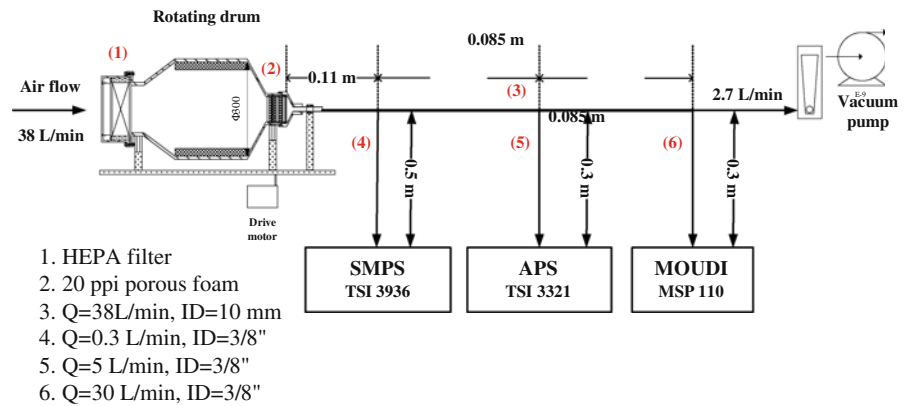 Rotating drum
(1)
(2)
0.085 m
0.11 m
(3)
Air flow
38 L/min
Φ300
2.7 L/min
E-9
Vacuum
pump
0.085m
(4)
(5)
(6)
0.5 m
0.3 m
0.3 m
Drive
motor
SMPS
TSI 3936
APS
TSI 3321
MOUDI
MSP 110
1. HEPA filter
2. 20 ppi porous foam
3. Q=38L/min, ID=10 mm
4. Q=0.3 L/min, ID=3/8"
5. Q=5 L/min, ID=3/8"
6. Q=30 L/min, ID=3/8"